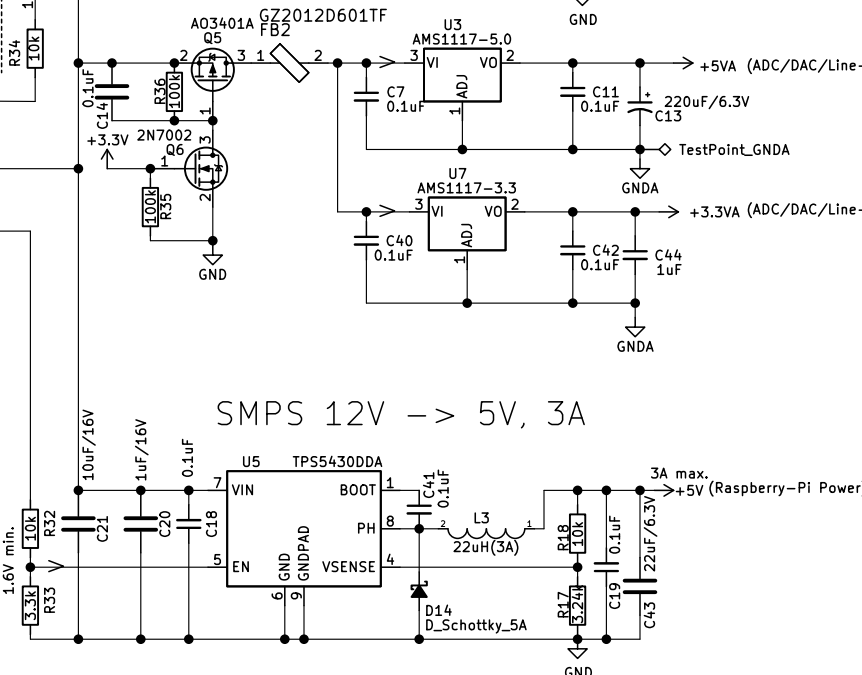 R34
10k
1
AO3401A
Q5
GZ2012D601TF
FB2
2
3
1
2
0.1uF
C14
R36
100k
1
2N7002
Q6
+3.3V
1
3
2
100k
R35
GND
GND
U3
AMS1117-5.0
3
VI
VO
2
ADJ
1
C7
0.1uF
C11
0.1uF
+
220uF/6.3V
C13
+5VA (ADC/DAC/Line-
TestPoint_GNDA
GNDA
U7
AMS1117-3.3
3
VI
VO
2
ADJ
1
C40
0.1uF
C42
0.1uF
C44
1uF
+3.3VA (ADC/DAC/Line-
GNDA
SMPS 12V -> 5V, 3A
10uF/16V
C21
1uF/16V
C20
0.1uF
C18
U5
TPS5430DDA
7
VIN
BOOT
1
PH
8
5
EN
VSENSE
4
GND
GNDPAD
6
9
C41
0.1uF
2
L3
1
22uH(3A)
D14
D_Schottky_5A
R18
10k
R17
3.24k
0.1uF
C19
22uF/6.3V
C43
3A max.
+5V (Raspberry-Pi Power
GND
1.6V min.
10k
R32
3.3k
R33